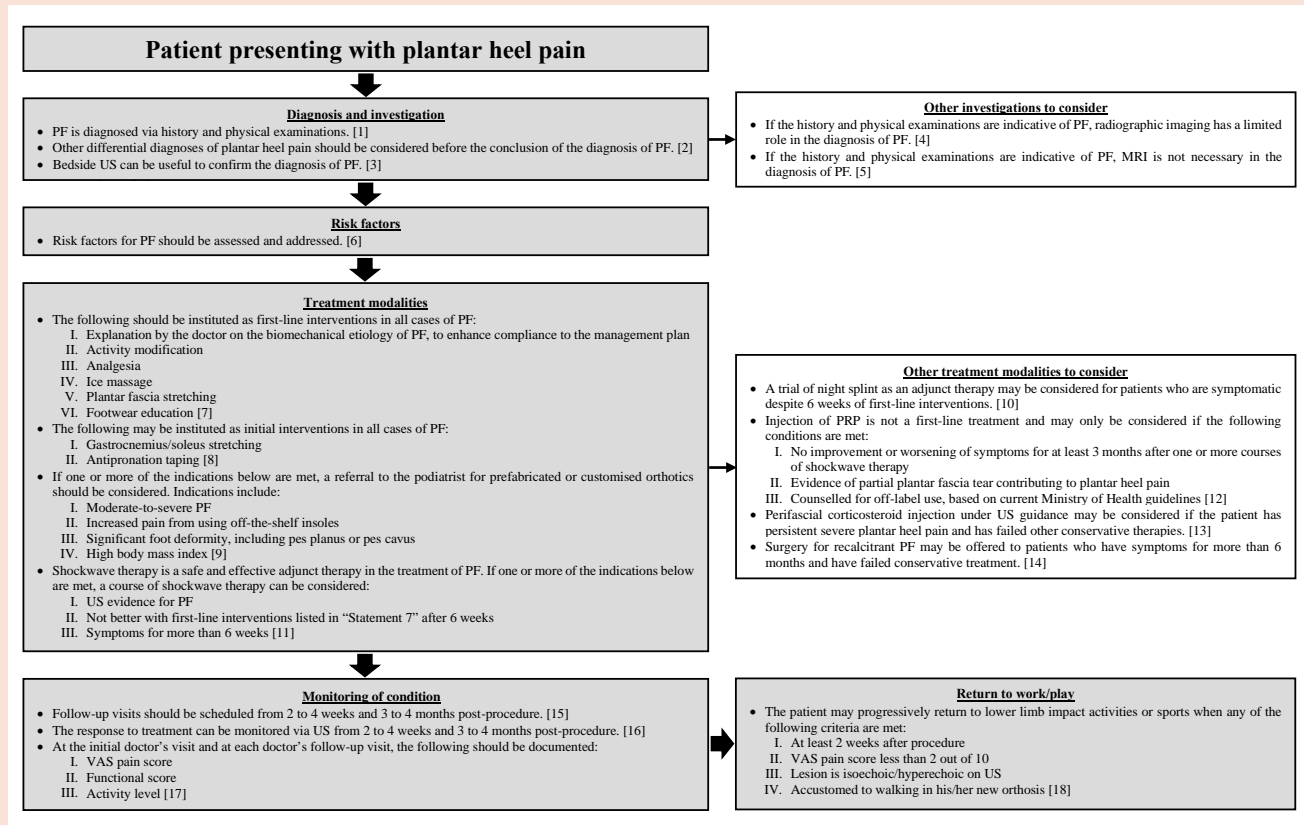 Patient presenting with plantar heel pain
Diagnosis and investigation
• PF is diagnosed via history and physical examinations. [1]
• Other differential diagnoses of plantar heel pain should be considered before the conclusion of the diagnosis of PF. [2]
• Bedside US can be useful to confirm the diagnosis of PF. [3]
Other investigations to consider
• If the history and physical examinations are indicative of PF, radiographic imaging has a limited
role in the diagnosis of PF. [4]
• If the history and physical examinations are indicative of PF, MRI is not necessary in the
diagnosis of PF. [5]
Risk factors
• Risk factors for PF should be assessed and addressed. [6]
Treatment modalities
• The following should be instituted as first-line interventions in all cases of PF:
I. Explanation by the doctor on the biomechanical etiology of PF, to enhance compliance to the management plan
II. Activity modification
III. Analgesia
IV. Ice massage
V. Plantar fascia stretching
VI. Footwear education [7]
• The following may be instituted as initial interventions in all cases of PF:
I. Gastrocnemius/soleus stretching
II. Antipronation taping [8]
• If one or more of the indications below are met, a referral to the podiatrist for prefabricated or customised orthotics
should be considered. Indications include:
I. Moderate-to-severe PF
II. Increased pain from using off-the-shelf insoles
III. Significant foot deformity, including pes planus or pes cavus
IV. High body mass index [9]
• Shockwave therapy is a safe and effective adjunct therapy in the treatment of PF. If one or more of the indications below
are met, a course of shockwave therapy can be considered:
I. US evidence for PF
II. Not better with first-line interventions listed in “Statement 7” after 6 weeks
III. Symptoms for more than 6 weeks [11]
Other treatment modalities to consider
• A trial of night splint as an adjunct therapy may be considered for patients who are symptomatic
despite 6 weeks of first-line interventions. [10]
• Injection of PRP is not a first-line treatment and may only be considered if the following
conditions are met:
I. No improvement or worsening of symptoms for at least 3 months after one or more courses
of shockwave therapy
II. Evidence of partial plantar fascia tear contributing to plantar heel pain
III. Counselled for off-label use, based on current Ministry of Health guidelines [12]
• Perifascial corticosteroid injection under US guidance may be considered if the patient has
persistent severe plantar heel pain and has failed other conservative therapies. [13]
• Surgery for recalcitrant PF may be offered to patients who have symptoms for more than 6
months and have failed conservative treatment. [14]
Monitoring of condition
• Follow-up visits should be scheduled from 2 to 4 weeks and 3 to 4 months post-procedure. [15]
• The response to treatment can be monitored via US from 2 to 4 weeks and 3 to 4 months post-procedure. [16]
• At the initial doctor’s visit and at each doctor’s follow-up visit, the following should be documented:
I. VAS pain score
II. Functional score
III. Activity level [17]
Return to work/play
• The patient may progressively return to lower limb impact activities or sports when any of the
following criteria are met:
I. At least 2 weeks after procedure
II. VAS pain score less than 2 out of 10
III. Lesion is isoechoic/hyperechoic on US
IV. Accustomed to walking in his/her new orthosis [18]